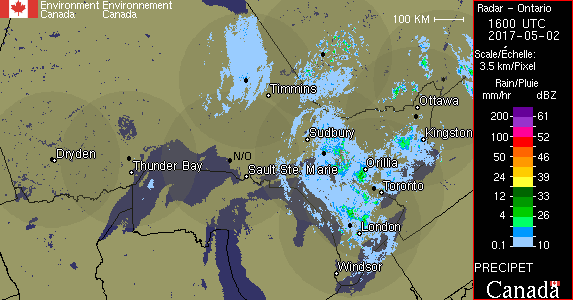 Environment Environnement
Canada Canada
100 KM
Timmins
Ottawa
Sudbury
Kingston
Dryden
N/O
Thunder Bay
Sault Ste. Marie
Orillia
Toronto
London
Windsor
Radar - Ontario
1600 UTC
2017-05-02
Scale/Échelle:
3.5 km/Pixel
Rain/Pluie
mm/hr dBZ
200 61
100 52
50 46
24 39
12 33
4 26
0.1 10
PRECIPET
Canada